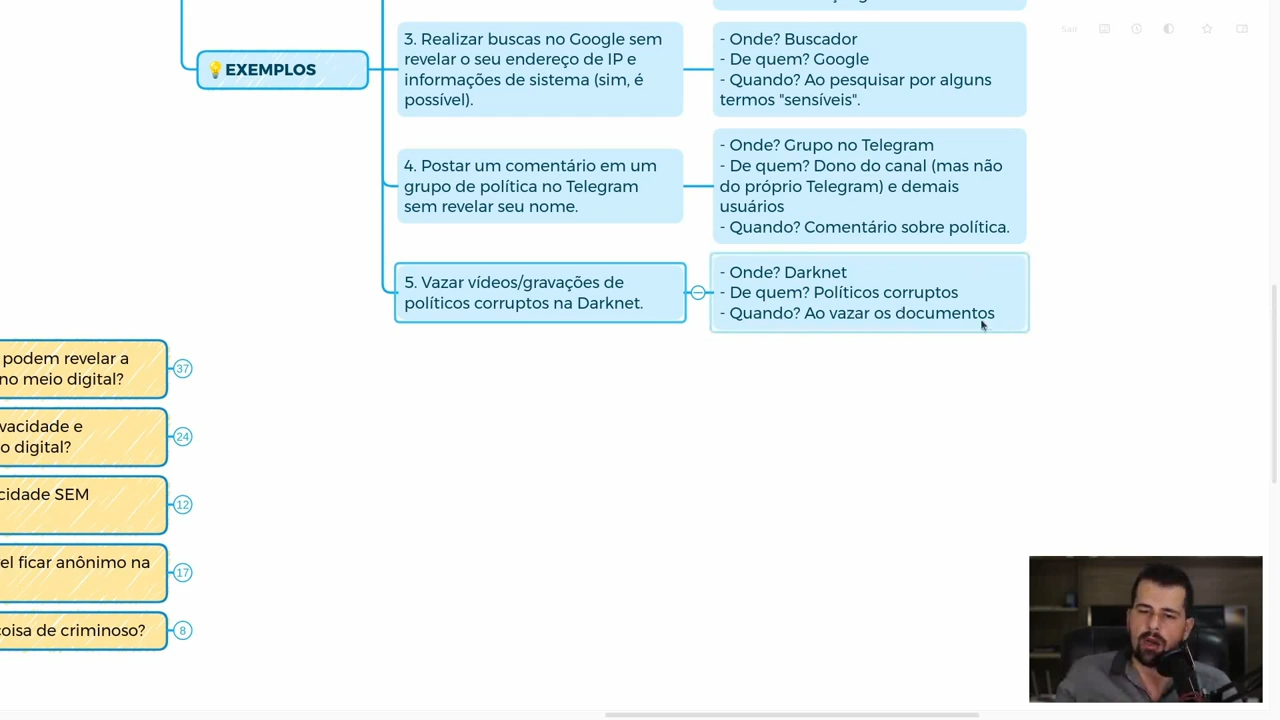 3. Realizar buscas no Google sem
revelar o seu endereço de IP e
informações de sistema (sim, é
possível).
- Onde? Buscador
- De quem? Google
- Quando? Ao pesquisar por alguns
termos "sensíveis".
EXEMPLOS
4. Postar um comentário em um
grupo de política no Telegram
sem revelar seu nome.
- Onde? Grupo no Telegram
- De quem? Dono do canal (mas não
do próprio Telegram) e demais
usuários
- Quando? Comentário sobre política.
5. Vazar vídeos/gravações de
políticos corruptos na Darknet.
- Onde? Darknet
- De quem? Políticos corruptos
- Quando? Ao vazar os documentos
podem revelar a
no meio digital?
37
vacidade e
o digital?
24
cidade SEM
12
el ficar anônimo na
17
coisa de criminoso?
8